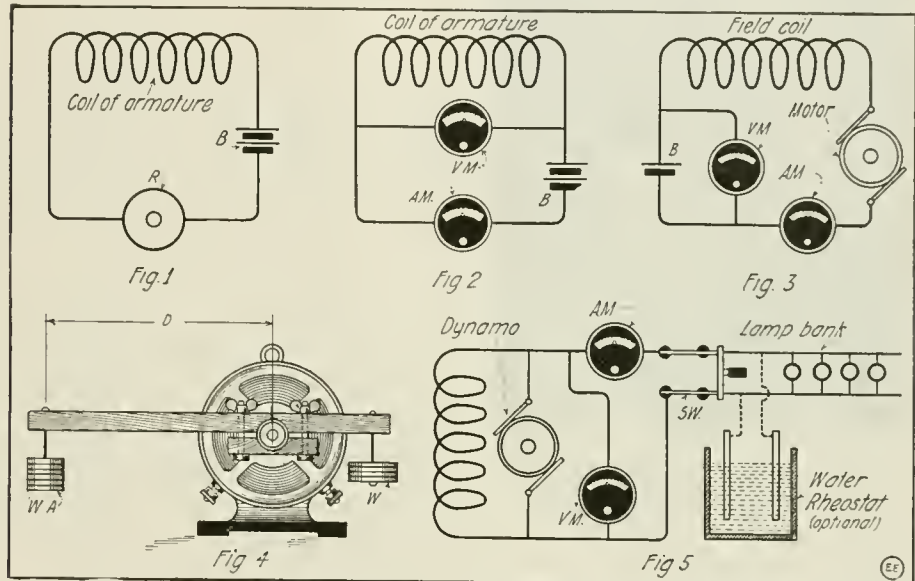 Coil of armature
B
R
Fig. 1
Coil of armature
VM
AM.
B
Fig 2
Field coil
Motor
VM
B
AM
Fig. 3
D
W A'
W
Fig 4
Dynamo
AM
Lamp bank
SW.
VM.
Water
Rheostat
(optional)
Fig 5
EE